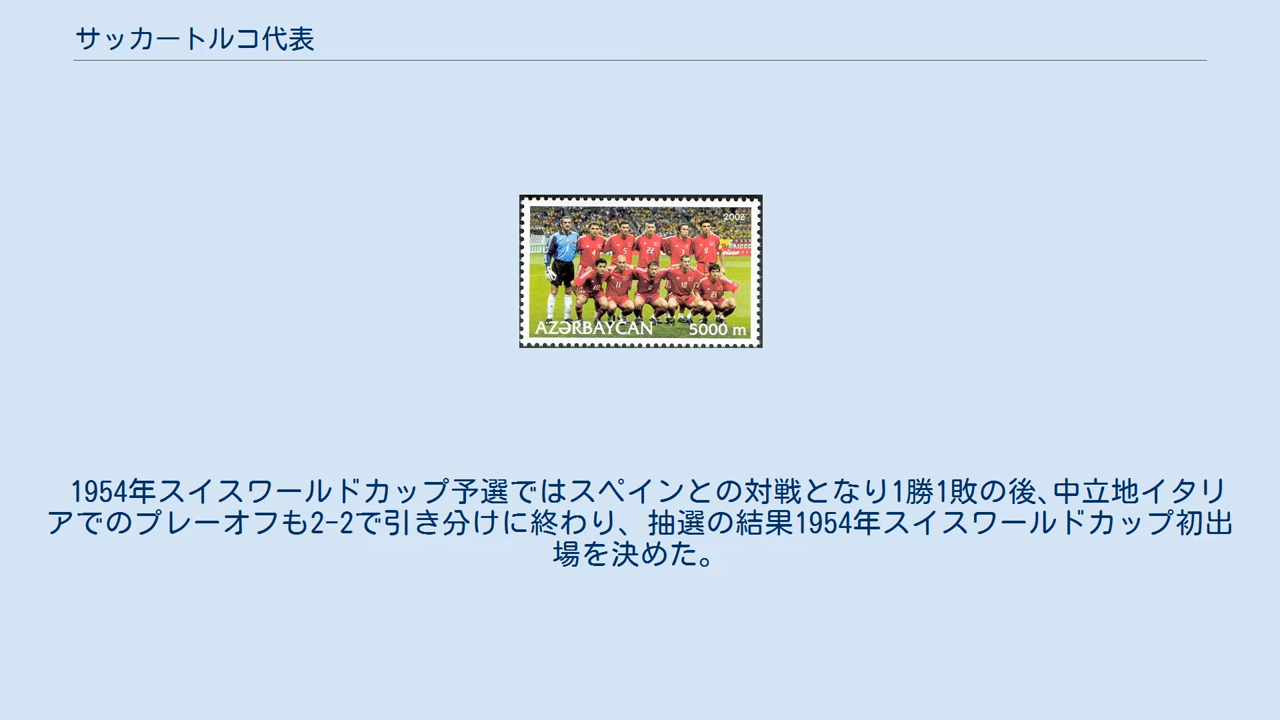 サッカートルコ代表
2002
AZƏRBAYCAN
5000 m
1954年スイスワールドカップ予選ではスペインとの対戦となり1勝1敗の後、中立地イタリ
アでのプレーオフも2-2で引き分けに終わり、抽選の結果1954年スイスワールドカップ初出
場を決めた。